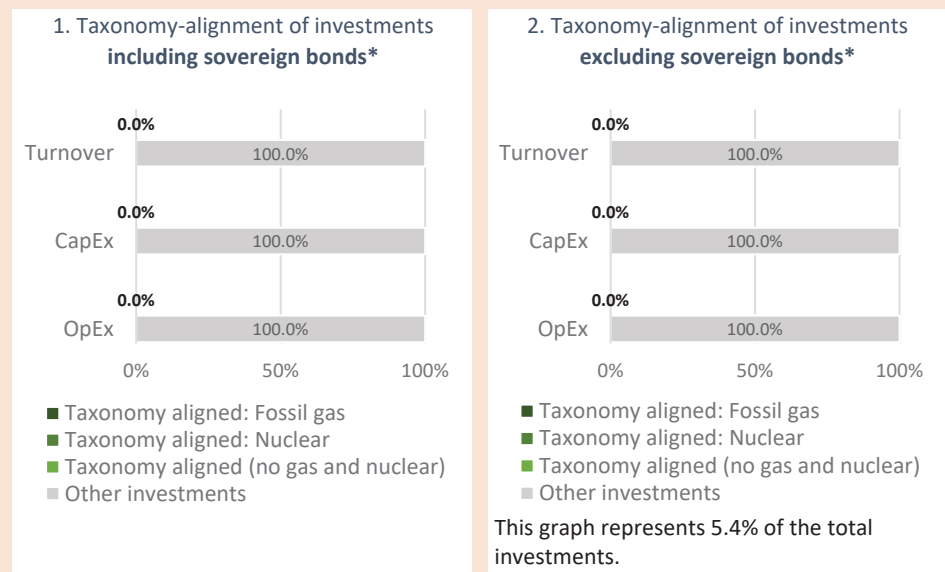 1. Taxonomy-alignment of investments
including sovereign bonds*
0.0%
Turnover
100.0%
0.0%
CapEx
100.0%
0.0%
OpEx
100.0%
0%
50%
100%
Taxonomy aligned: Fossil gas
Taxonomy aligned: Nuclear
Taxonomy aligned (no gas and nuclear)
Other investments
2. Taxonomy-alignment of investments
excluding sovereign bonds*
0.0%
Turnover
100.0%
0.0%
CapEx
100.0%
0.0%
OpEx
100.0%
0%
50%
100%
Taxonomy aligned: Fossil gas
Taxonomy aligned: Nuclear
Taxonomy aligned (no gas and nuclear)
Other investments
This graph represents 5.4% of the total
investments.